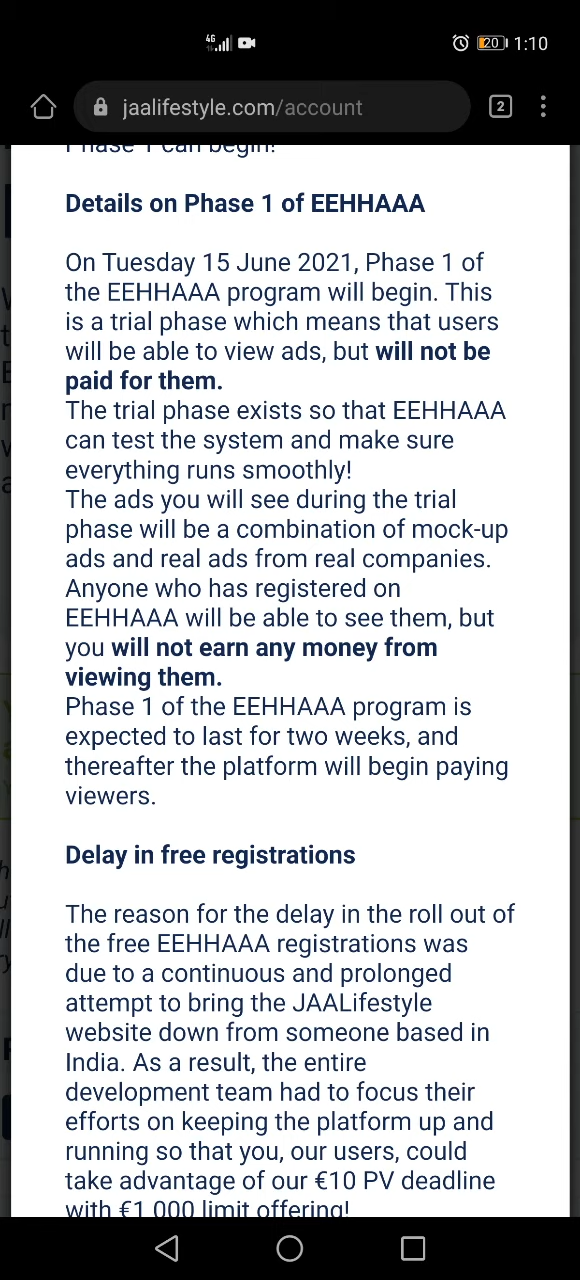 4G
20 1:10
jaalifestyle.com/account
2
Phase 1 can begin!
Details on Phase 1 of EEHHAAA
On Tuesday 15 June 2021, Phase 1 of
the EEHHAAA program will begin. This
is a trial phase which means that users
will be able to view ads, but will not be
paid for them.
The trial phase exists so that EEHHAAA
can test the system and make sure
everything runs smoothly!
The ads you will see during the trial
phase will be a combination of mock-up
ads and real ads from real companies.
Anyone who has registered on
EEHHAAA will be able to see them, but
you will not earn any money from
viewing them.
Phase 1 of the EEHHAAA program is
expected to last for two weeks, and
thereafter the platform will begin paying
viewers.
Delay in free registrations
The reason for the delay in the roll out of
the free EEHHAAA registrations was
due to a continuous and prolonged
attempt to bring the JAALifestyle
website down from someone based in
India. As a result, the entire
development team had to focus their
efforts on keeping the platform up and
running so that you, our users, could
take advantage of our €10 PV deadline
with €1 000 limit offering!